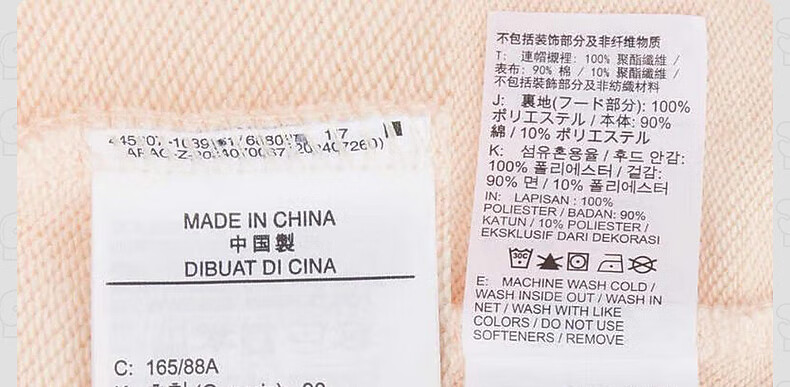 MADE IN CHINA
中国製
DIBUAT DI CINA
C: 165/88A
不包括装饰部分及非纤维物质
T: 連帽襯裡: 100% 聚酯纖維 /
表布: 90% 棉 / 10% 聚酯纖維 /
不包括裝飾部分及非紡織材料
J: 裏地(フード部分): 100%
ポリエステル / 本体: 90%
綿 / 10% ポリエステル
K: 섬유혼용율 / 후드 안감:
100% 폴리에스터 / 겉감:
90% 면 / 10% 폴리에스터
IN: LAPISAN : 100%
POLIESTER / BADAN: 90%
KATUN / 10% POLIESTER /
EKSKLUSIF DARI DEKORASI
30C
E: MACHINE WASH COLD /
WASH INSIDE OUT / WASH IN
NET / WASH WITH LIKE
COLORS / DO NOT USE
SOFTENERS / REMOVE